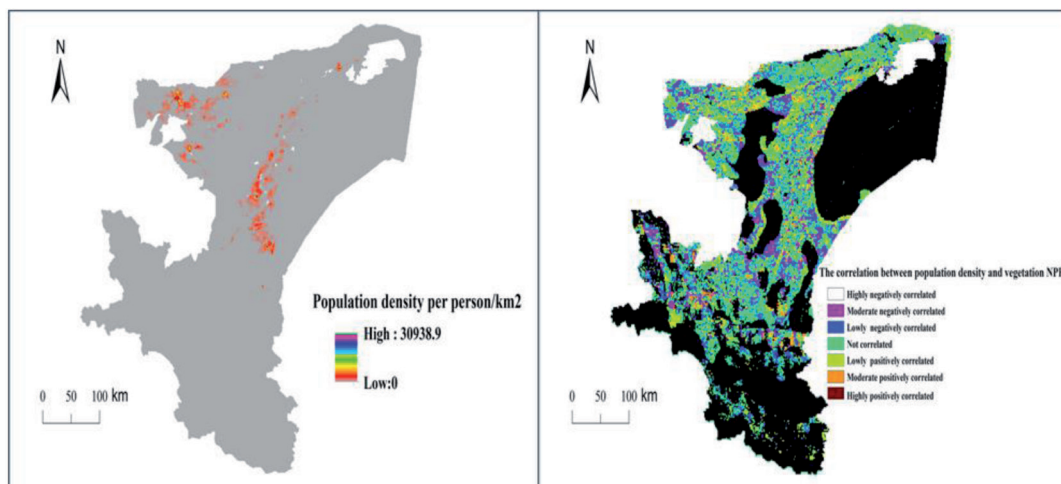 N
Population density per person/km2
High : 30938.9
Low:0
0 50 100 km
N
The correlation between population density and vegetation NPP
Highly negatively correlated
Moderate negatively correlated
Lowly negatively correlated
Not correlated
Lowly positively correlated
Moderate positively correlated
Highly positively correlated
0 50 100 km